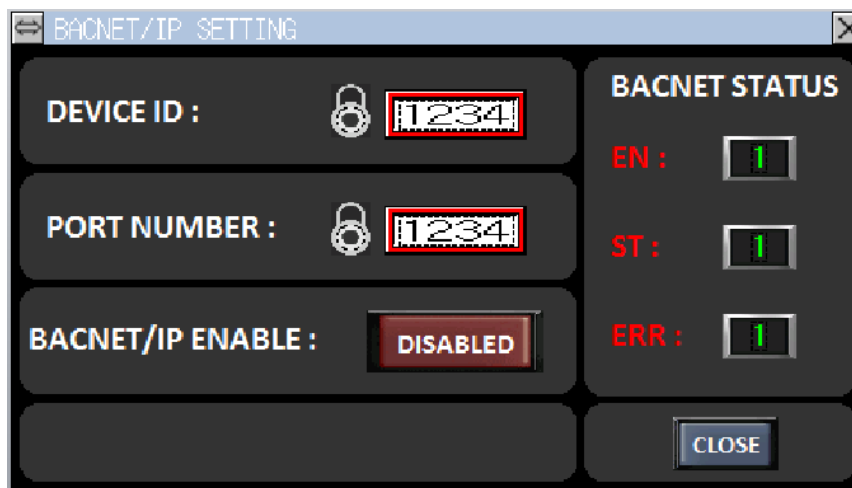 BACNET/IP SETTING
DEVICE ID :
1234
PORT NUMBER :
1234
BACNET/IP ENABLE :
DISABLED
BACNET STATUS
EN :
1
ST :
1
ERR :
1
CLOSE